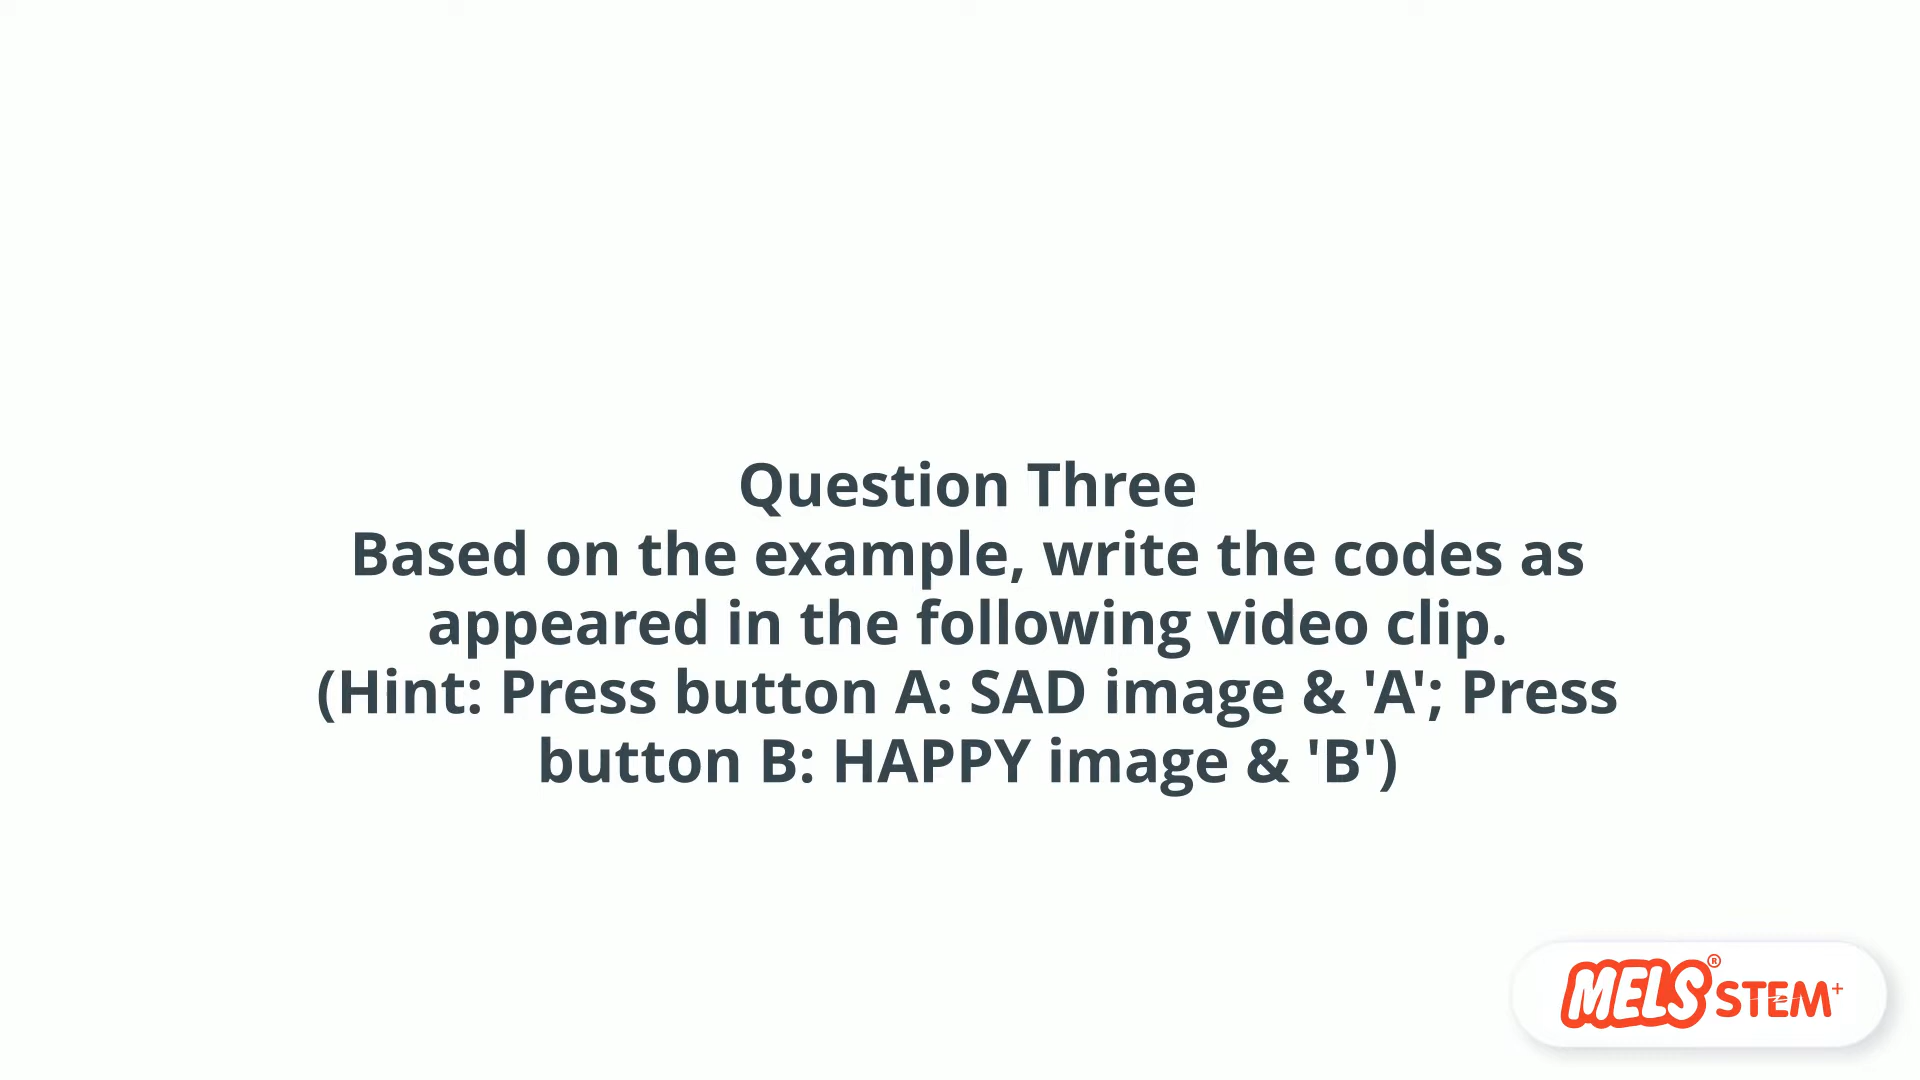 Question Three
Based on the example, write the codes as
appeared in the following video clip.
(Hint: Press button A: SAD image & 'A'; Press
button B: HAPPY image & 'B')
MELS® STEM+